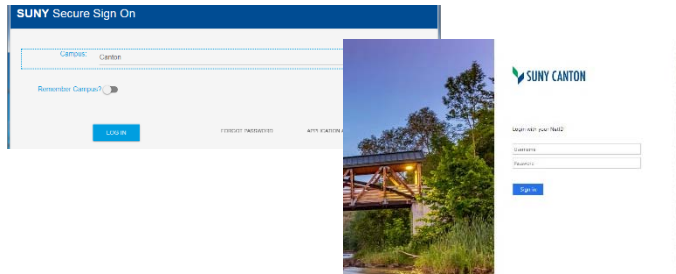 SUNY Secure Sign On
Campus:
Canton
Remember Campus?
LOG IN
FORGOT PASSWORD
APPLICATION A
SUNY CANTON
Login with your NetID
Username
Password
Sign in